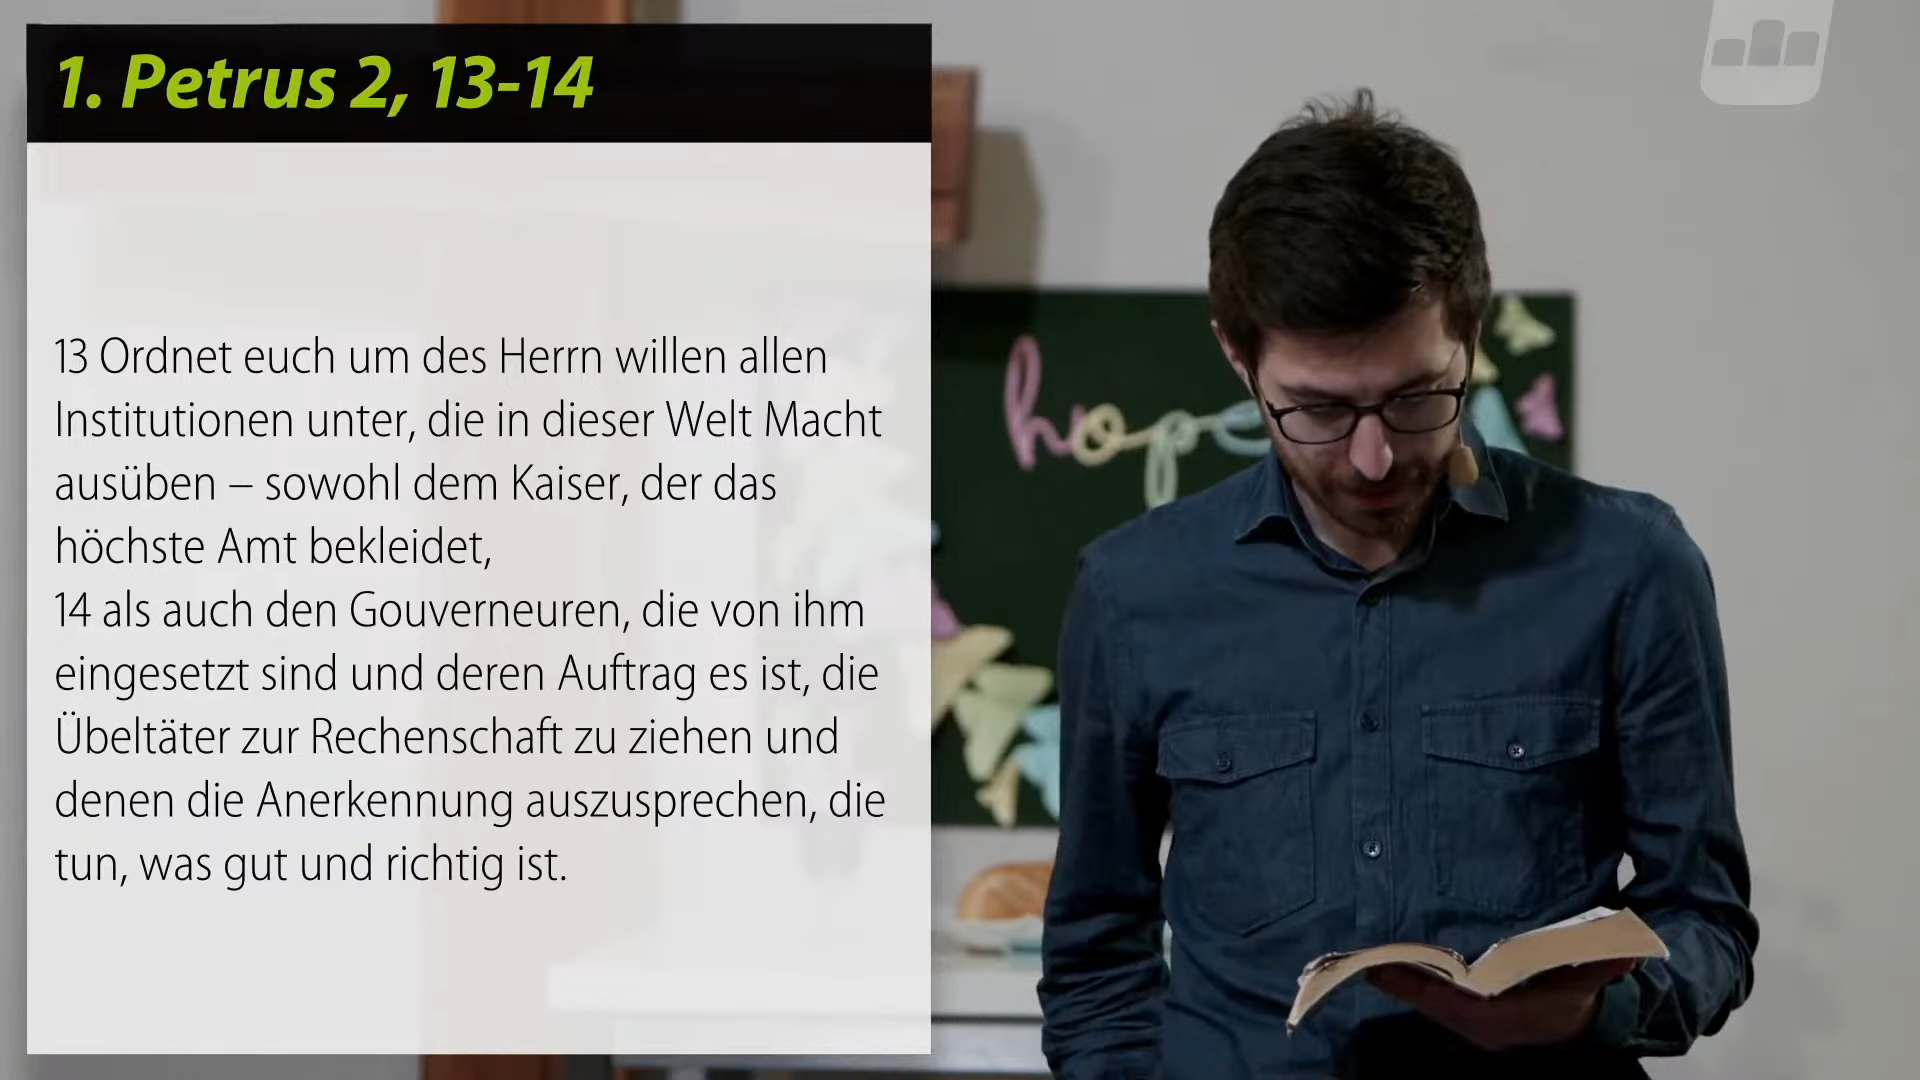 1. Petrus 2, 13-14
13 Ordnet euch um des Herrn willen allen
Institutionen unter, die in dieser Welt Macht
ausüben – sowohl dem Kaiser, der das
höchste Amt bekleidet,
14 als auch den Gouverneuren, die von ihm
eingesetzt sind und deren Auftrag es ist, die
Übeltäter zur Rechenschaft zu ziehen und
denen die Anerkennung auszusprechen, die
tun, was gut und richtig ist.
hope